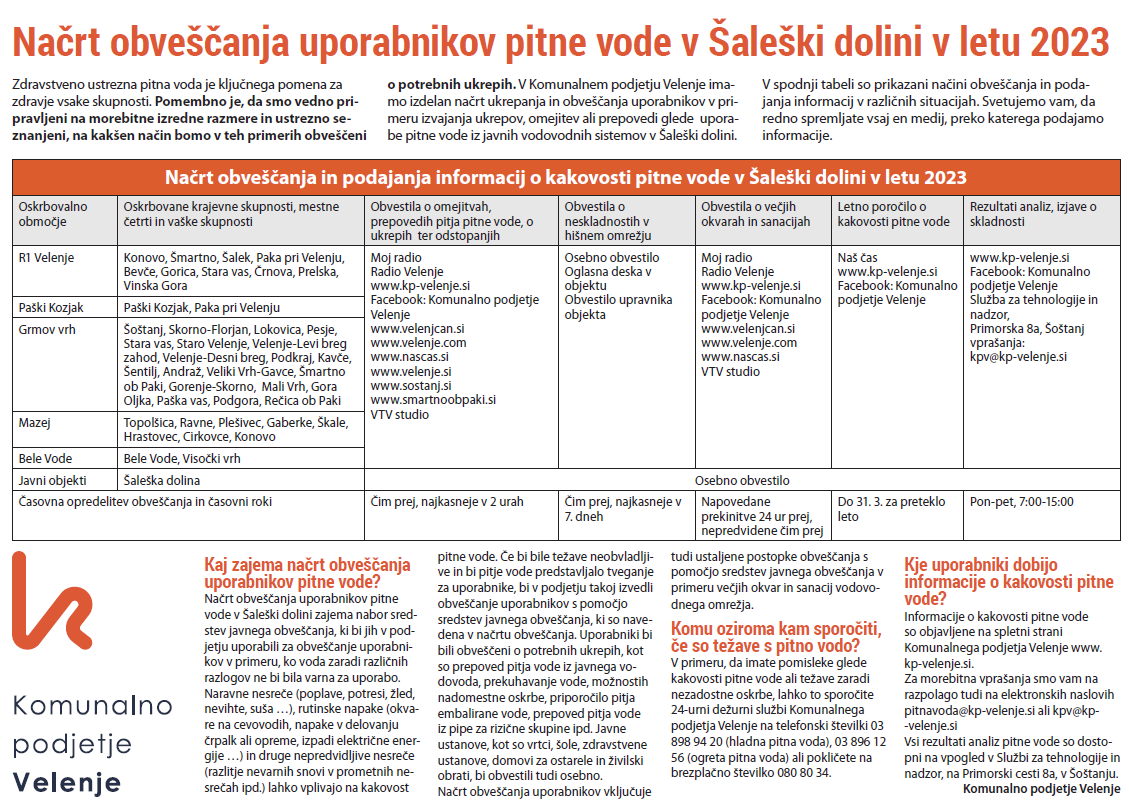 Načrt obveščanja uporabnikov pitne vode v Šaleški dolini v letu 2023
Zdravstveno ustrezna pitna voda je ključnega pomena za
zdravje vsake skupnosti. Pomembno je, da smo vedno pri-
pravljeni na morebitne izredne razmere in ustrezno se-
znanjeni, na kakšen način bomo v teh primerih obveščeni
o potrebnih ukrepih. V Komunalnem podjetju Velenje ima-
mo izdelan načrt ukrepanja in obveščanja uporabnikov v pri-
meru izvajanja ukrepov, omejitev ali prepovedi glede upora-
be pitne vode iz javnih vodovodnih sistemov v Šaleški dolini.
V spodnji tabeli so prikazani načini obveščanja in poda-
janja informacij v različnih situacijah. Svetujemo vam, da
redno spremljate vsaj en medij, preko katerega podajamo
informacije.
Načrt obveščanja in podajanja informacij o kakovosti pitne vode v Šaleški dolini v letu 2023
Oskrbovalno
območje
Oskrbovane krajevne skupnosti, mestne
četrti in vaške skupnosti
Obvestila o omejitvah,
prepovedih pitja pitne vode, o
ukrepih ter odstopanjih
Obvestila o
neskladnostih v
hišnem omrežju
Obvestila o večjih
okvarah in sanacijah
Letno poročilo o
kakovosti pitne vode
Rezultati analiz, izjave o
skladnosti
R1 Velenje
Konovo, Šmartno, Šalek, Paka pri Velenju,
Bevče, Gorica, Stara vas, Črnova, Prelska,
Vinska Gora
Paški Kozjak
Paški Kozjak, Paka pri Velenju
Grmov vrh
Šoštanj, Skorno-Florjan, Lokovica, Pesje,
Stara vas, Staro Velenje, Velenje-Levi breg
zahod, Velenje-Desni breg, Podkraj, Kavče,
Šentilj, Andraž, Veliki Vrh-Gavce, Šmartno
ob Paki, Gorenje-Skorno, Mali Vrh, Gora
Oljka, Paška vas, Podgora, Rečica ob Paki
Mazej
Topolšica, Ravne, Plešivec, Gaberke, Škale,
Hrastovec, Cirkovce, Konovo
Bele Vode
Bele Vode, Visočki vrh
Moj radio
Radio Velenje
www.kp-velenje.si
Facebook: Komunalno podjetje
Velenje
www.velenjcan.si
www.velenje.com
www.nascas.si
www.velenje.si
www.sostanj.si
www.smartnoobpaki.si
VTV studio
Osebno obvestilo
Oglasna deska v
objektu
Obvestilo upravnika
objekta
Moj radio
Radio Velenje
www.kp-velenje.si
Facebook: Komunalno
podjetje Velenje
www.velenjcan.si
www.velenje.com
www.nascas.si
VTV studio
Naš čas
www.kp-velenje.si
Facebook: Komunalno
podjetje Velenje
www.kp-velenje.si
Facebook: Komunalno
podjetje Velenje
Služba za tehnologije in
nadzor,
Primorska 8a, Šoštanj
vprašanja:
kpv@kp-velenje.si
Javni objekti
Šaleška dolina
Osebno obvestilo
Časovna opredelitev obveščanja in časovni roki
Čim prej, najkasneje v 2 urah
Čim prej, najkasneje v
7. dneh
Napovedane
prekinitve 24 ur prej,
nepredvidene čim prej
Do 31. 3. za preteklo
leto
Pon-pet, 7:00-15:00
Komunalno
podjetje
Velenje
Kaj zajema načrt obveščanja
uporabnikov pitne vode?
Načrt obveščanja uporabnikov pitne
vode v Šaleški dolini zajema nabor sred-
stev javnega obveščanja, ki bi jih v pod-
jetju uporabili za obveščanje uporabni-
kov v primeru, ko voda zaradi različnih
razlogov ne bi bila varna za uporabo.
Naravne nesreče (poplave, potresi, žled,
nevihte, suša …), rutinske napake (okva-
re na cevovodih, napake v delovanju
črpalk ali opreme, izpadi električne ener-
gije …) in druge nepredvidljive nesreče
(razlitje nevarnih snovi v prometnih ne-
srečah ipd.) lahko vplivajo na kakovost
pitne vode. Če bi bile težave neobvladlji-
ve in bi pitje vode predstavljalo tveganje
za uporabnike, bi v podjetju takoj izvedli
obveščanje uporabnikov s pomočjo
sredstev javnega obveščanja, ki so nave-
dena v načrtu obveščanja. Uporabniki bi
bili obveščeni o potrebnih ukrepih, kot
so prepoved pitja vode iz javnega vo-
dovoda, prekuhavanje vode, možnostih
nadomestne oskrbe, priporočilo pitja
embalirane vode, prepoved pitja vode
iz pipe za rizične skupine ipd. Javne
ustanove, kot so vrtci, šole, zdravstvene
ustanove, domovi za ostarele in živilski
obrati, bi obvestili tudi osebno.
Načrt obveščanja uporabnikov vključuje
tudi ustaljene postopke obveščanja s
pomočjo sredstev javnega obveščanja v
primeru večjih okvar in sanacij vodovo-
dnega omrežja.
Komu oziroma kam sporočiti,
če so težave s pitno vodo?
V primeru, da imate pomisleke glede
kakovosti pitne vode ali težave zaradi
nezadostne oskrbe, lahko to sporočite
24-urni dežurni službi Komunalnega
podjetja Velenje na telefonski številki 03
898 94 20 (hladna pitna voda), 03 896 12
56 (ogreta pitna voda) ali pokličete na
brezplačno številko 080 80 34.
Kje uporabniki dobijo
informacije o kakovosti pitne
vode?
Informacije o kakovosti pitne vode
so objavljene na spletni strani
Komunalnega podjetja Velenje www.
kp-velenje.si.
Za morebitna vprašanja smo vam na
razpolago tudi na elektronskih naslovih
pitnavoda@kp-velenje.si ali kpv@kp-
-velenje.si
Vsi rezultati analiz pitne vode so dosto-
pni na vpogled v Službi za tehnologije in
nadzor, na Primorski cesti 8a, v Šoštanju.
Komunalno podjetje Velenje